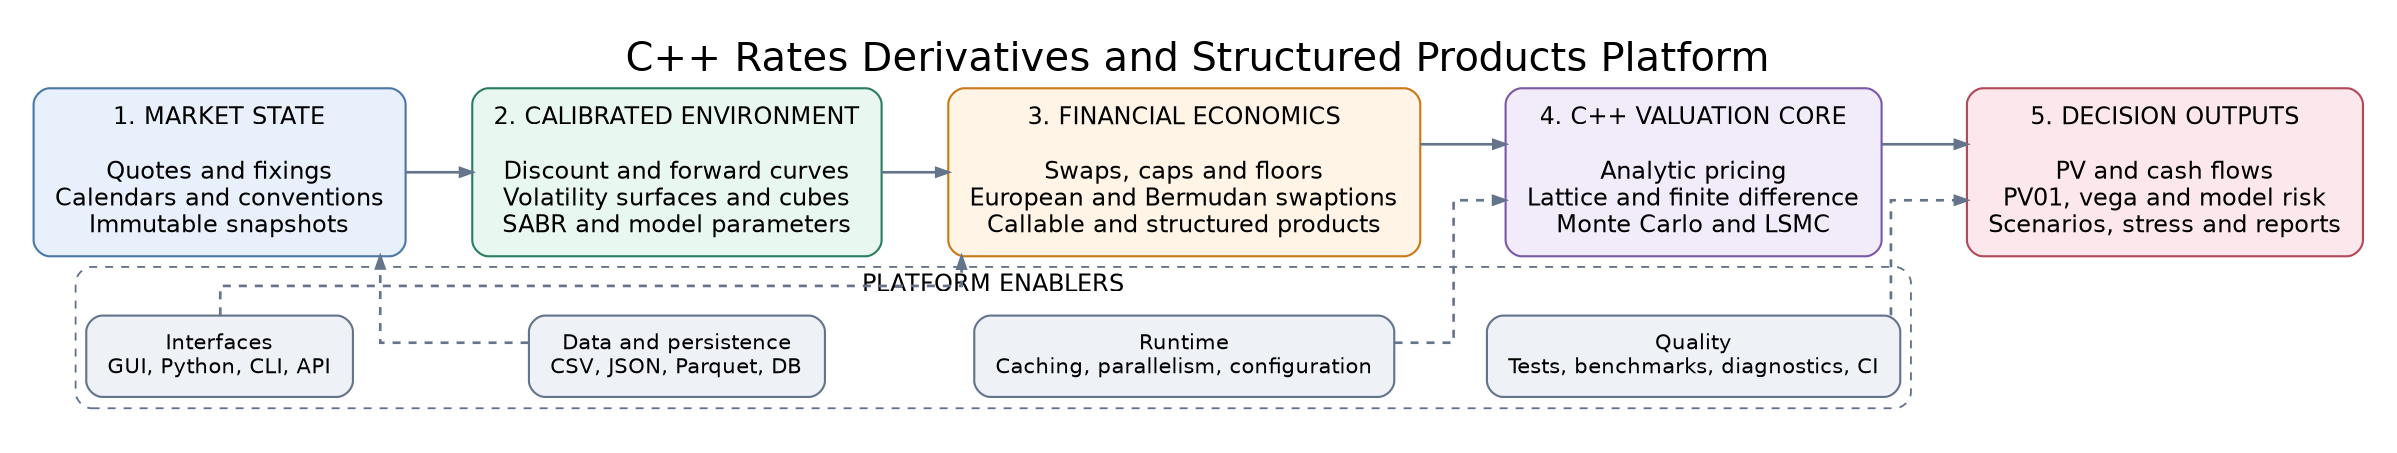 C++ Rates Derivatives and Structured Products Platform
1. MARKET STATE
Quotes and fixings
Calendars and conventions
Immutable snapshots
2. CALIBRATED ENVIRONMENT
Discount and forward curves
Volatility surfaces and cubes
SABR and model parameters
3. FINANCIAL ECONOMICS
Swaps, caps and floors
European and Bermudan swaptions
Callable and structured products
4. C++ VALUATION CORE
Analytic pricing
Lattice and finite difference
Monte Carlo and LSMC
5. DECISION OUTPUTS
PV and cash flows
PV01, vega and model risk
Scenarios, stress and reports
PLATFORM ENABLERS
Interfaces
GUI, Python, CLI, API
Data and persistence
CSV, JSON, Parquet, DB
Runtime
Caching, parallelism, configuration
Quality
Tests, benchmarks, diagnostics, CI